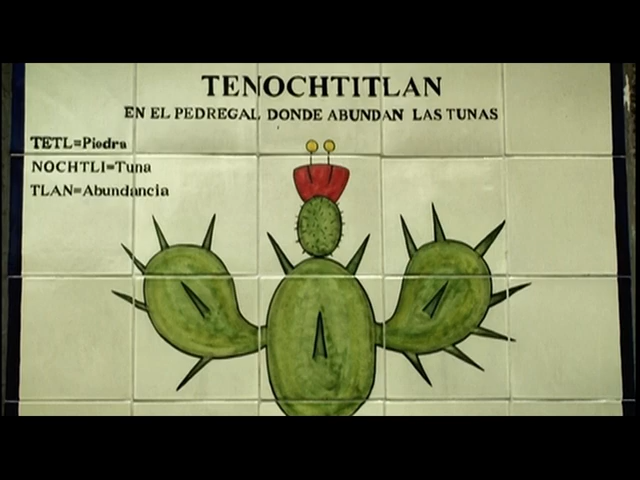 TENOCHTITLAN
EN EL PEDREGAL DONDE ABUNDAN LAS TUNAS
TETL=Piedra
NOCHTLI=Tuna
TLAN=Abundancia